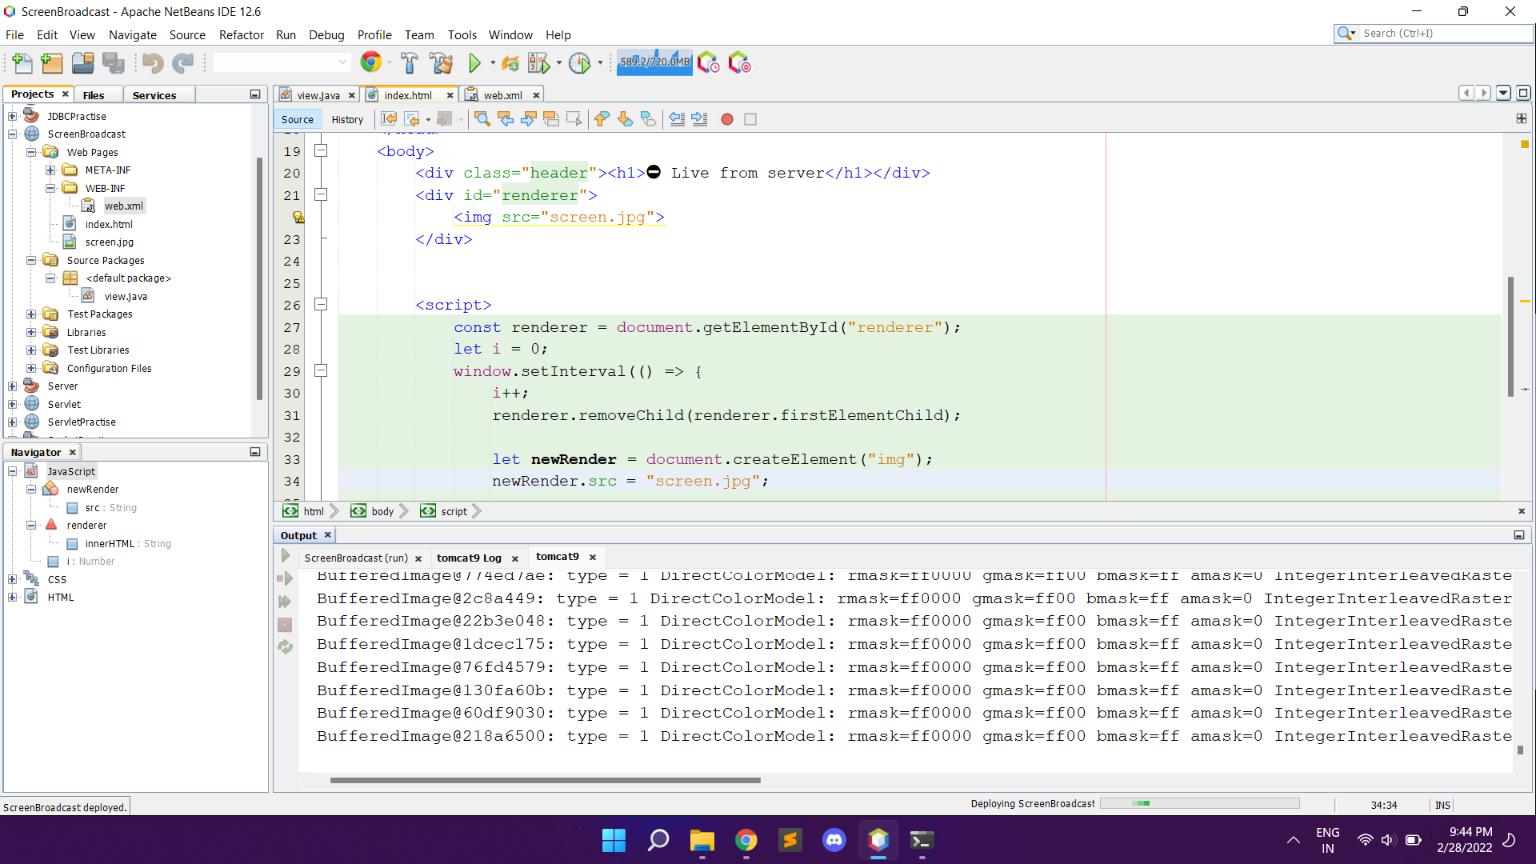 ScreenBroadcast - Apache NetBeans IDE 12.6
File Edit View Navigate Source Refactor Run Debug Profile Team Tools Window Help
Search (Ctrl+I)
589.2/720.0MB
Projects Files Services
JDBCPractise
ScreenBroadcast
Web Pages
META-INF
WEB-INF
web.xml
index.html
screen.jpg
Source Packages
<default package>
view.java
Test Packages
Libraries
Test Libraries
Configuration Files
Server
Servlet
ServletPractise
Navigator
JavaScript
newRender
src : String
renderer
innerHTML : String
i : Number
CSS
HTML
view.java index.html web.xml
Source History
19 <body>
20 <div class="header"><h1>⛔ Live from server</h1></div>
21 <div id="renderer">
<img src="screen.jpg">
23 </div>
24
25
26 <script>
27 const renderer = document.getElementById("renderer");
28 let i = 0;
29 window.setInterval(() => {
30 i++;
31 renderer.removeChild(renderer.firstElementChild);
32
33 let newRender = document.createElement("img");
34 newRender.src = "screen.jpg";
html body script
Output
ScreenBroadcast (run) tomcat9 Log tomcat9
BufferedImage@774ed7ae: type = 1 DirectColorModel: rmask=ff0000 gmask=ff00 bmask=ff amask=0 IntegerInterleavedRaste
BufferedImage@2c8a449: type = 1 DirectColorModel: rmask=ff0000 gmask=ff00 bmask=ff amask=0 IntegerInterleavedRaster
BufferedImage@22b3e048: type = 1 DirectColorModel: rmask=ff0000 gmask=ff00 bmask=ff amask=0 IntegerInterleavedRaste
BufferedImage@1dcec175: type = 1 DirectColorModel: rmask=ff0000 gmask=ff00 bmask=ff amask=0 IntegerInterleavedRaste
BufferedImage@76fd4579: type = 1 DirectColorModel: rmask=ff0000 gmask=ff00 bmask=ff amask=0 IntegerInterleavedRaste
BufferedImage@130fa60b: type = 1 DirectColorModel: rmask=ff0000 gmask=ff00 bmask=ff amask=0 IntegerInterleavedRaste
BufferedImage@60df9030: type = 1 DirectColorModel: rmask=ff0000 gmask=ff00 bmask=ff amask=0 IntegerInterleavedRaste
BufferedImage@218a6500: type = 1 DirectColorModel: rmask=ff0000 gmask=ff00 bmask=ff amask=0 IntegerInterleavedRaste
ScreenBroadcast deployed.
Deploying ScreenBroadcast
34:34 INS
ENG
IN
9:44 PM
2/28/2022